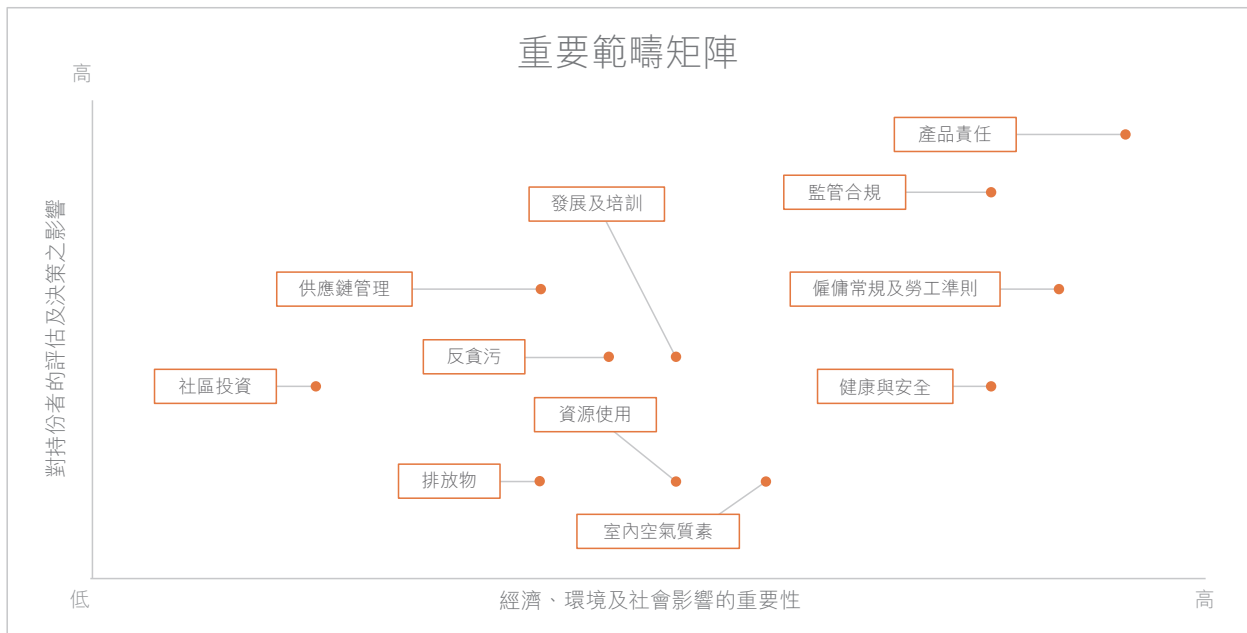 重要範疇矩陣
高
產品責任
監管合規
發展及培訓
供應鏈管理
僱傭常規及勞工準則
反貪污
社區投資
健康與安全
資源使用
排放物
室內空氣質素
對持份者的評估及決策之影響
低
經濟、環境及社會影響的重要性
高